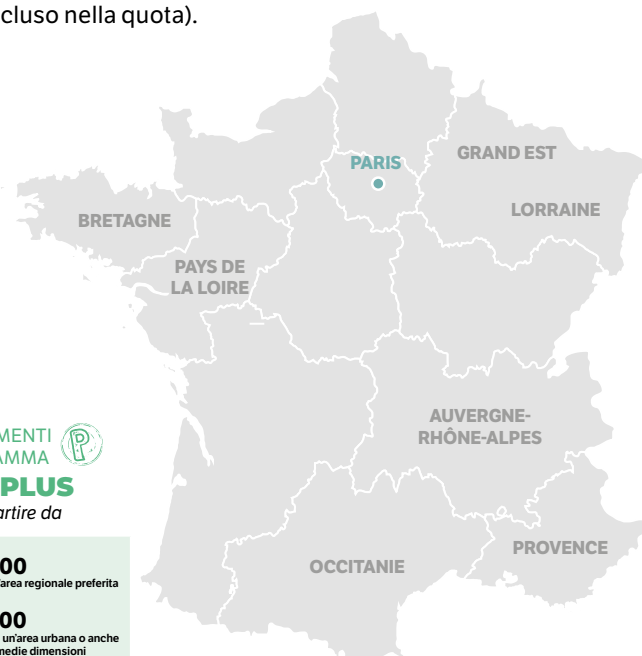 cluso nella quota).
PARIS
GRAND EST
LORRAINE
BRETAGNE
PAYS DE
LA LOIRE
AUVERGNE-
RHÔNE-ALPES
PROVENCE
OCCITANIE
MENTI
AMMA
P
PLUS
artire da
00
area regionale preferita
00
un'area urbana o anche
medie dimensioni